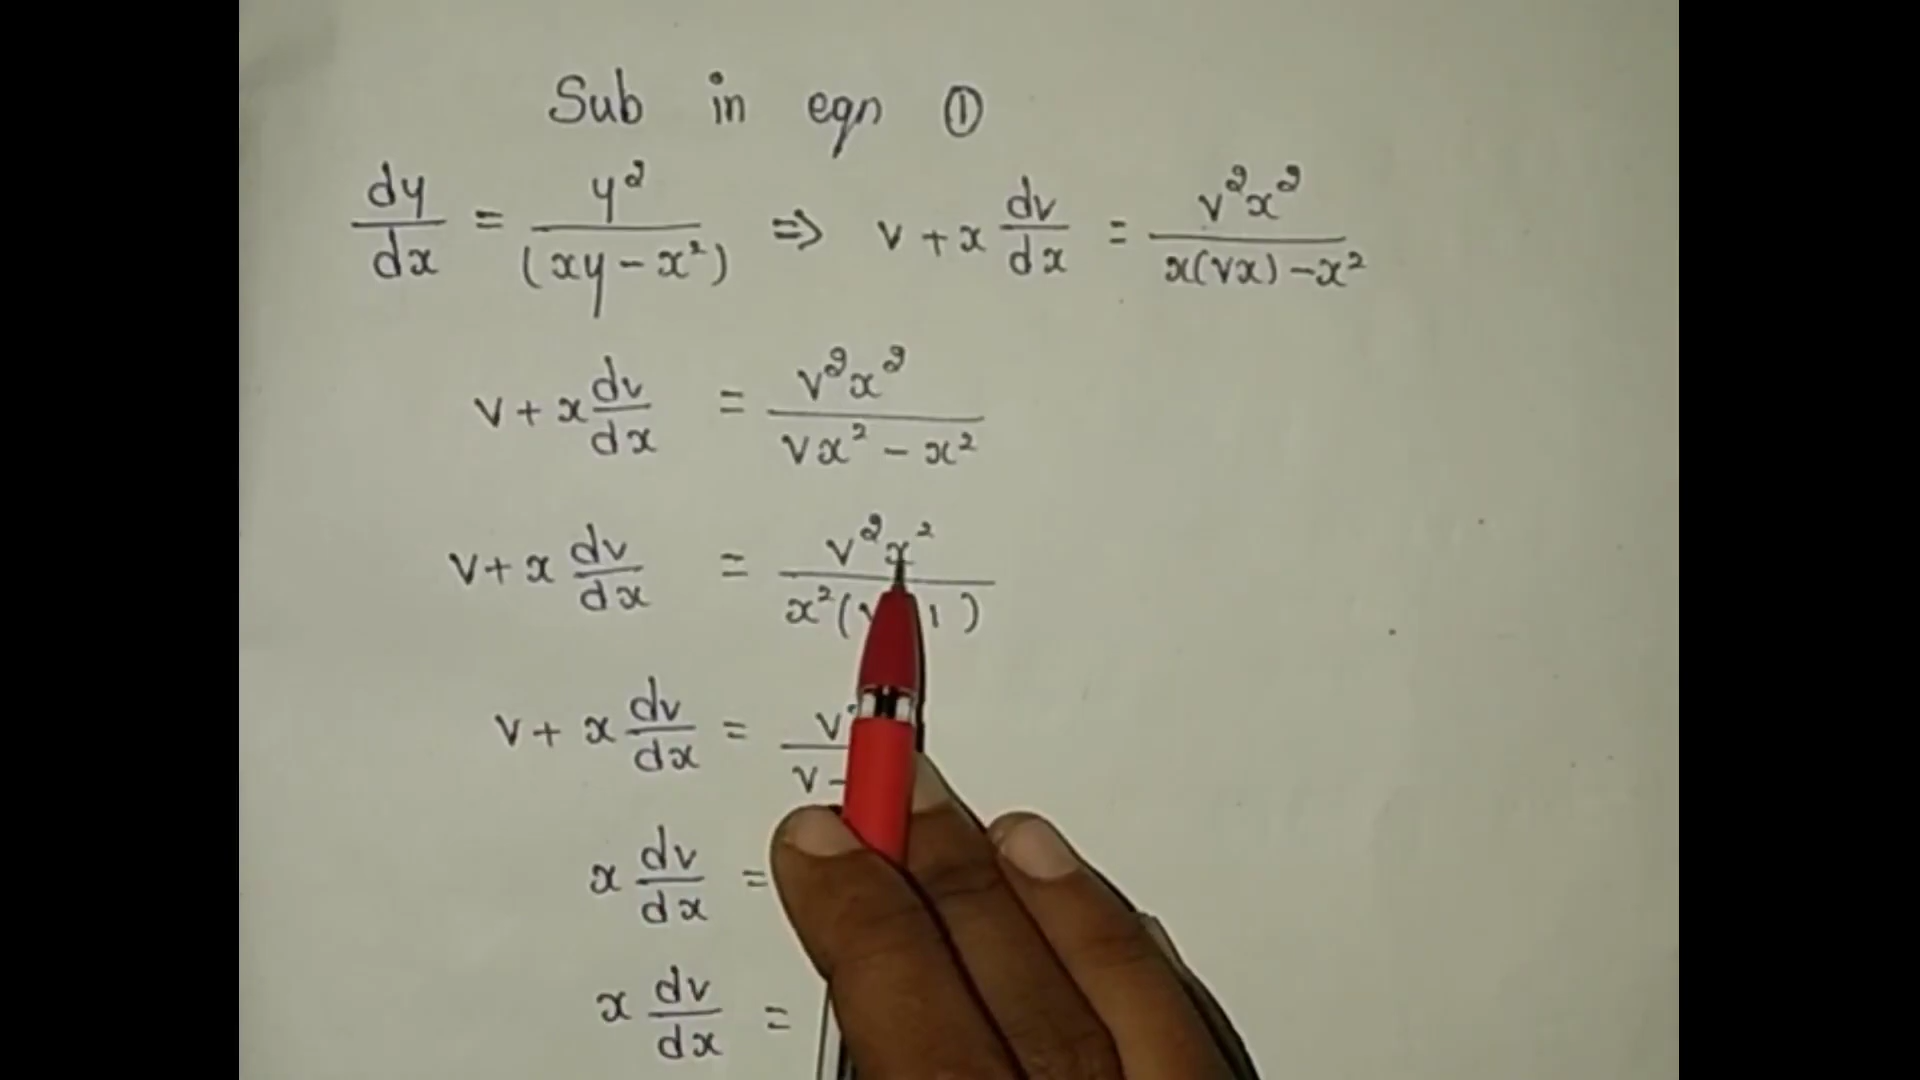 Sub in eqn ①
dy/dx = y²/(xy - x²) ⇒ v + x dv/dx = v²x²/x(vx) - x²
v + x dv/dx = v²x²/vx² - x²
v + x dv/dx = v²x²/x²(v 1)
v + x dv/dx = v/v -
x dv/dx =
x dv/dx =